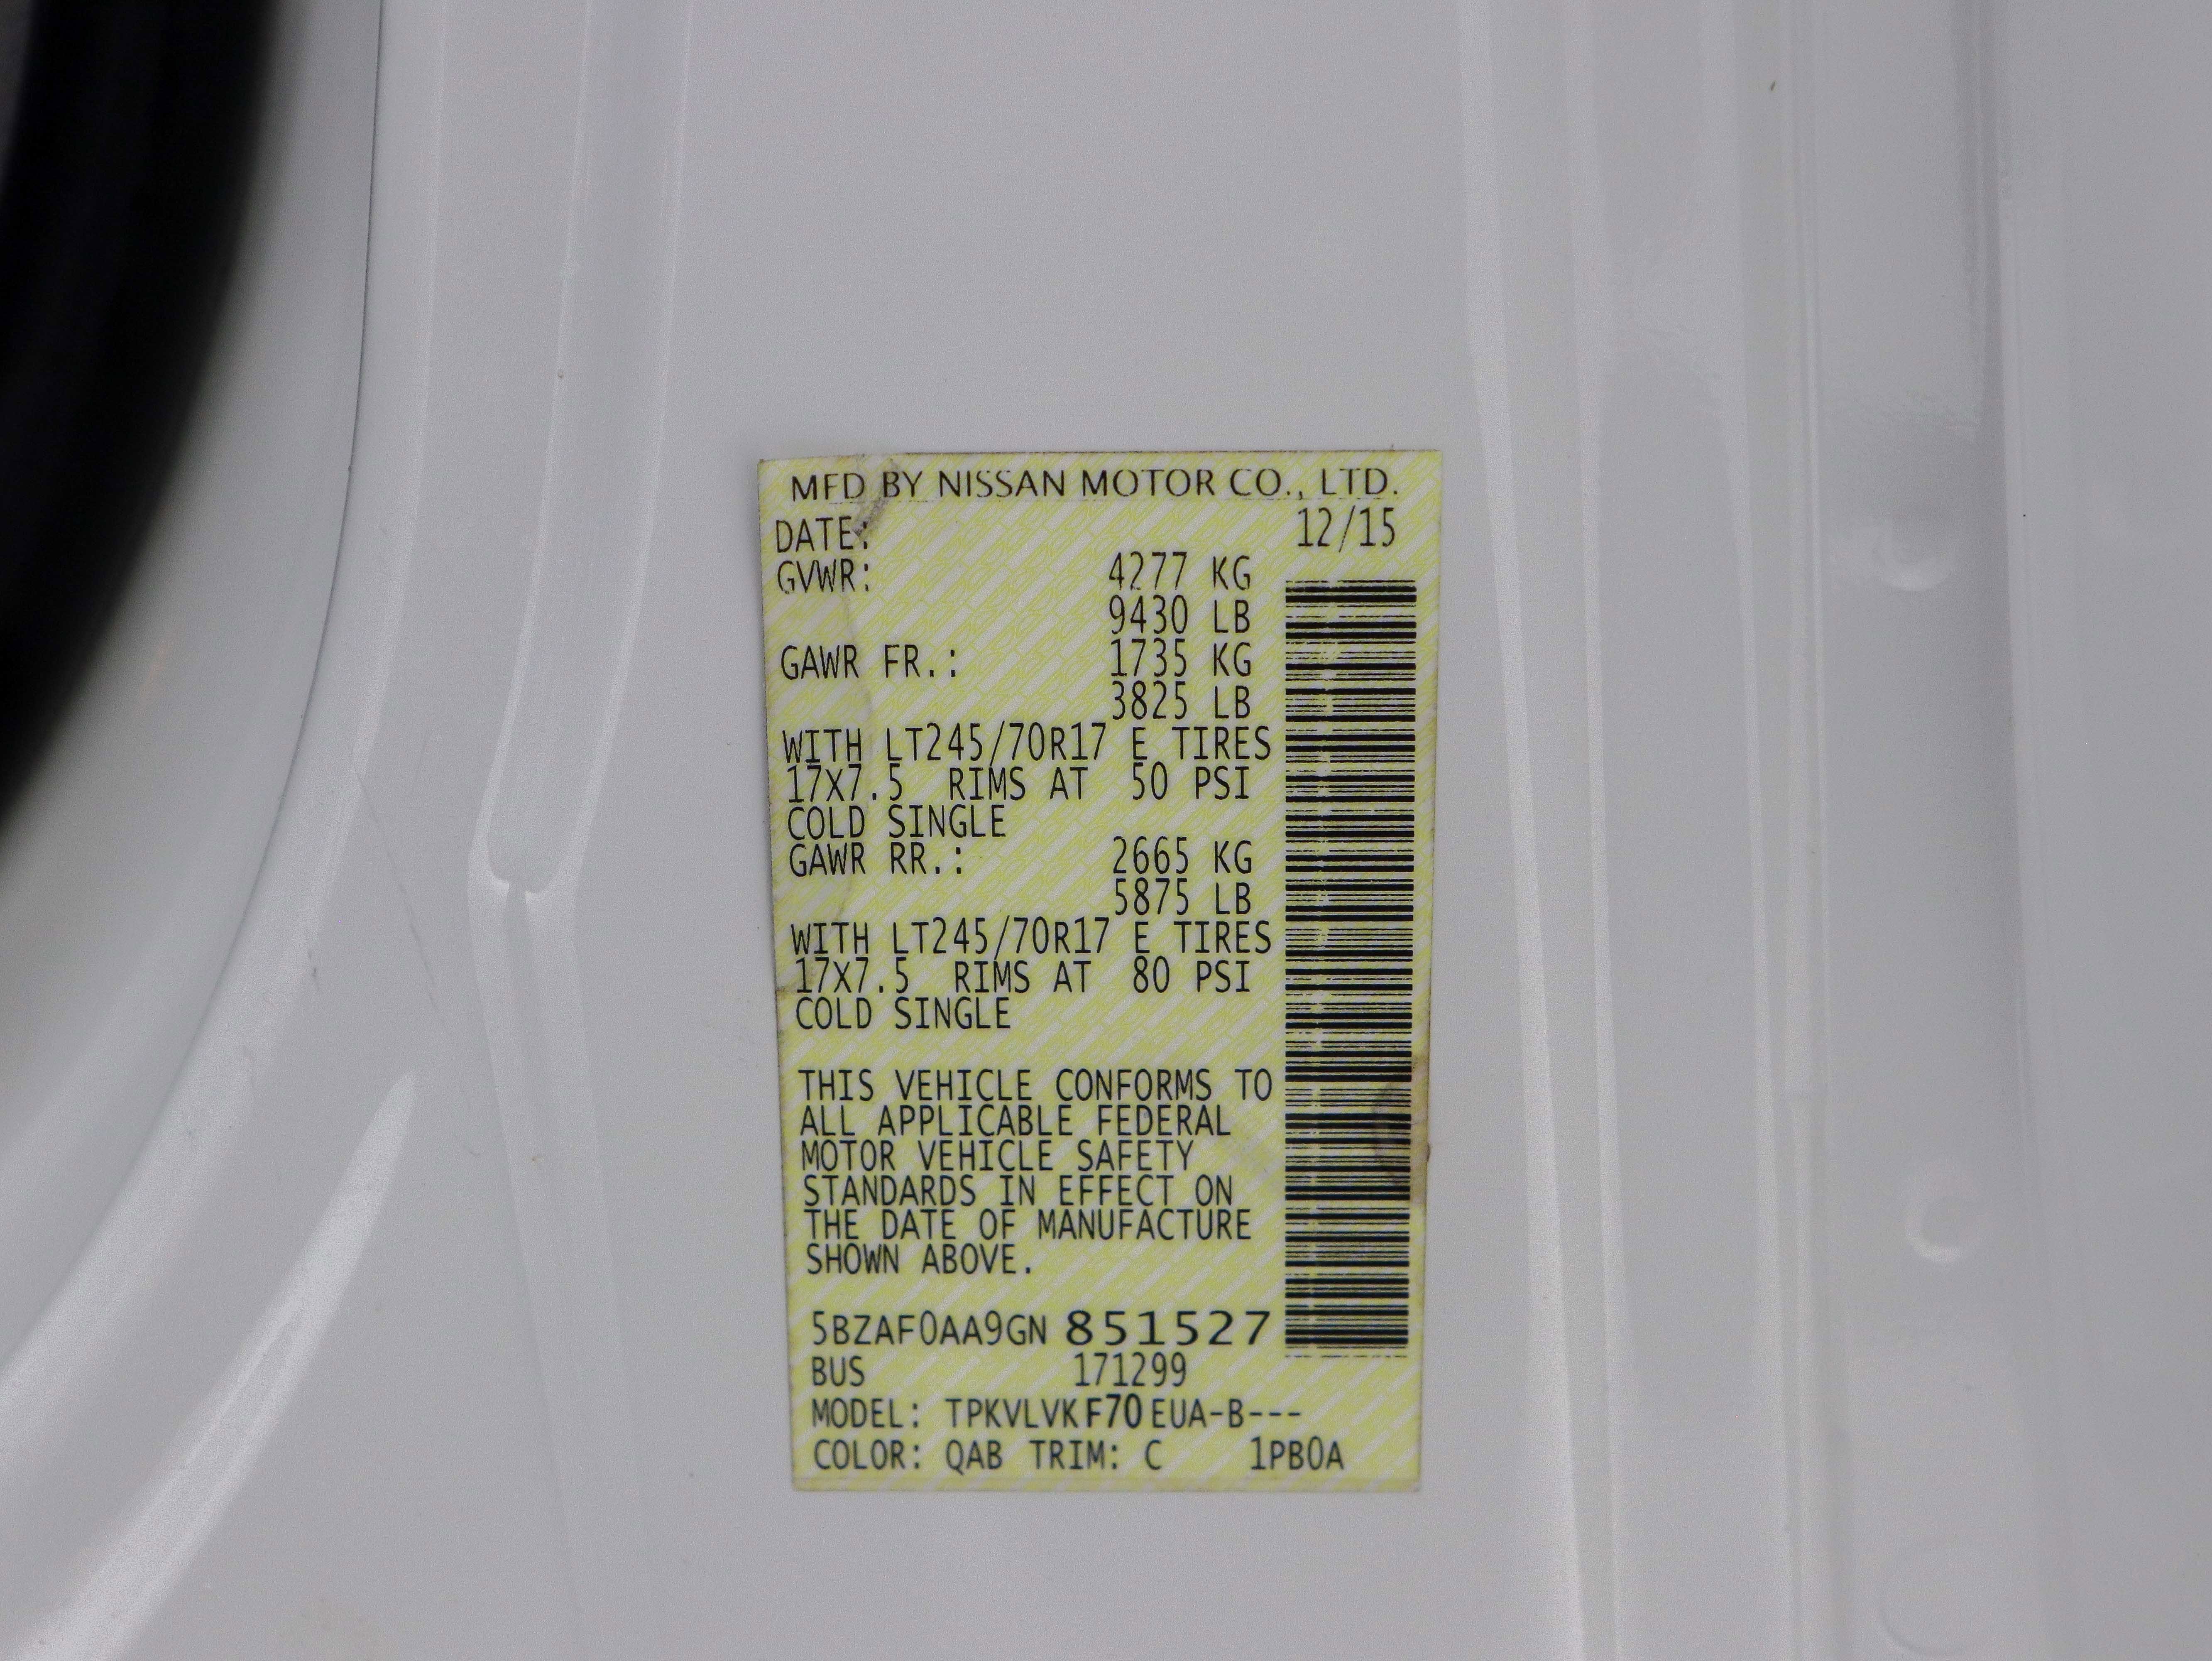 MFD BY NISSAN MOTOR CO., LTD.
DATE: 12/15
GVWR: 4277 KG
9430 LB
GAWR FR.: 1735 KG
3825 LB
WITH LT245/70R17 E TIRES
17X7.5 RIMS AT 50 PSI
COLD SINGLE
GAWR RR.: 2665 KG
5875 LB
WITH LT245/70R17 E TIRES
17X7.5 RIMS AT 80 PSI
COLD SINGLE
THIS VEHICLE CONFORMS TO
ALL APPLICABLE FEDERAL
MOTOR VEHICLE SAFETY
STANDARDS IN EFFECT ON
THE DATE OF MANUFACTURE
SHOWN ABOVE.
5BZAF0AA9GN 851527
BUS 171299
MODEL: TPKVLVKF70EUA-B---
COLOR: QAB TRIM: C 1PB0A